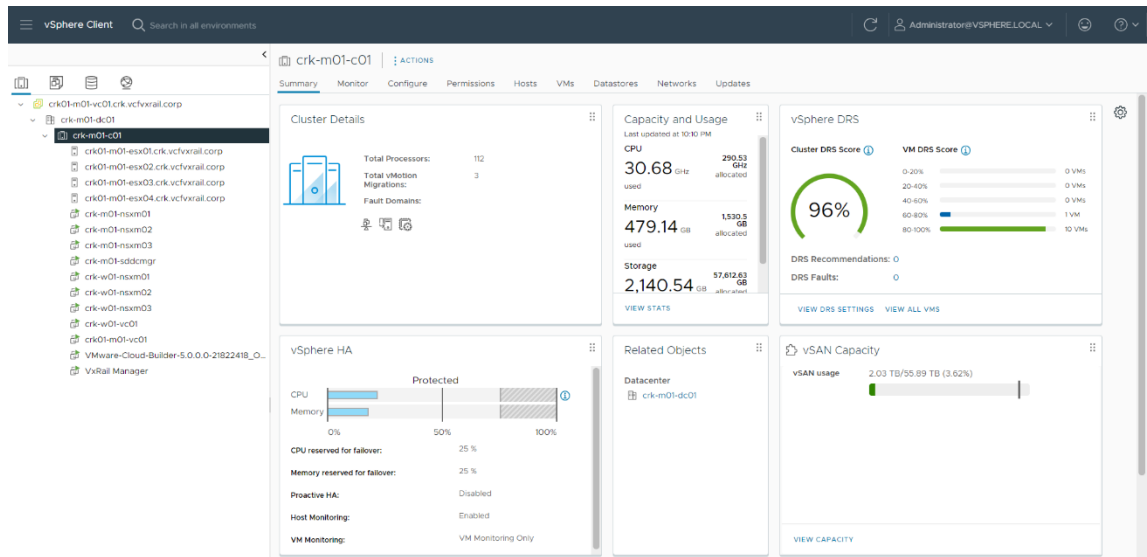 vSphere Client
Search in all environments
Administrator@VSPHERE.LOCAL
crk-m01-c01
ACTIONS
Summary Monitor Configure Permissions Hosts VMs Datastores Networks Updates
crk01-m01-vc01.crk.vcfvxrail.corp
crk-m01-dc01
crk-m01-c01
crk01-m01-esx01.crk.vcfvxrail.corp
crk01-m01-esx02.crk.vcfvxrail.corp
crk01-m01-esx03.crk.vcfvxrail.corp
crk01-m01-esx04.crk.vcfvxrail.corp
crk-m01-nsxm01
crk-m01-nsxm02
crk-m01-nsxm03
crk-m01-sddcmgr
crk-w01-nsxm01
crk-w01-nsxm02
crk-w01-nsxm03
crk-w01-vc01
crk01-m01-vc01
VMware-Cloud-Builder-5.0.0.0-21822418_O...
VxRail Manager
Cluster Details
Total Processors: 112
Total vMotion Migrations: 3
Fault Domains:
Capacity and Usage
Last updated at 10:10 PM
CPU
30.68 GHz used
290.53 GHz allocated
Memory
479.14 GB used
1,530.5 GB allocated
Storage
2,140.54 GB
57,612.63 GB allocated
VIEW STATS
vSphere DRS
Cluster DRS Score
96%
VM DRS Score
0-20% 0 VMs
20-40% 0 VMs
40-60% 0 VMs
60-80% 1 VM
80-100% 10 VMs
DRS Recommendations: 0
DRS Faults: 0
VIEW DRS SETTINGS VIEW ALL VMS
vSphere HA
Protected
CPU
Memory
0% 50% 100%
CPU reserved for failover: 25 %
Memory reserved for failover: 25 %
Proactive HA: Disabled
Host Monitoring: Enabled
VM Monitoring: VM Monitoring Only
Related Objects
Datacenter
crk-m01-dc01
vSAN Capacity
vSAN usage 2.03 TB/55.89 TB (3.62%)
VIEW CAPACITY